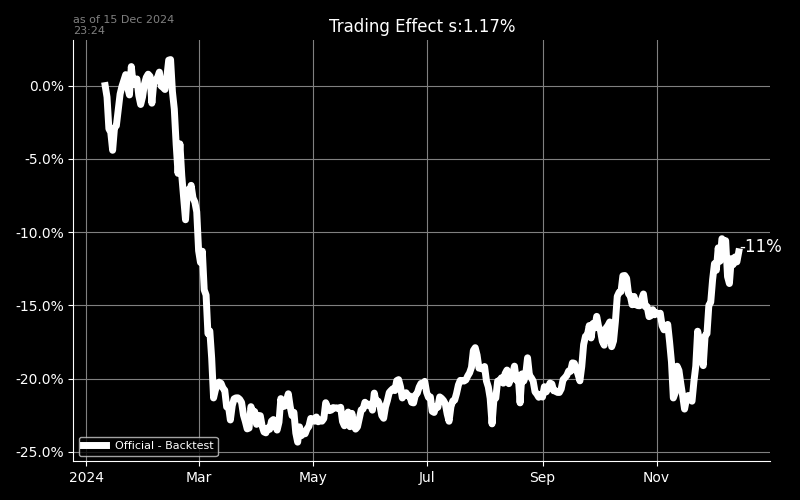 as of 15 Dec 2024
23:24
Trading Effect s:1.17%
0.0%
-5.0%
-10.0%
-11%
-15.0%
-20.0%
-25.0%
Official - Backtest
2024 Mar May Jul Sep Nov